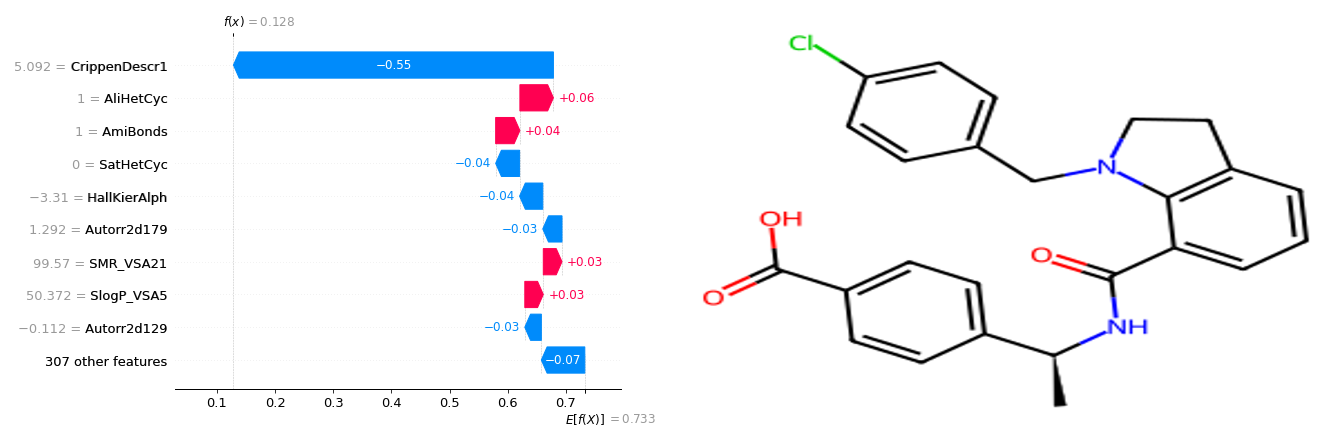 f(x) = 0.128
5.092 = CrippenDescr1
−0.55
1 = AliHetCyc
+0.06
1 = AmiBonds
+0.04
0 = SatHetCyc
−0.04
−3.31 = HallKierAlph
−0.04
1.292 = Autorr2d179
−0.03
99.57 = SMR_VSA21
+0.03
50.372 = SlogP_VSA5
+0.03
−0.112 = Autorr2d129
−0.03
307 other features
−0.07
0.1 0.2 0.3 0.4 0.5 0.6 0.7
E[f(X)] = 0.733
Cl
N
OH
O
O
NH